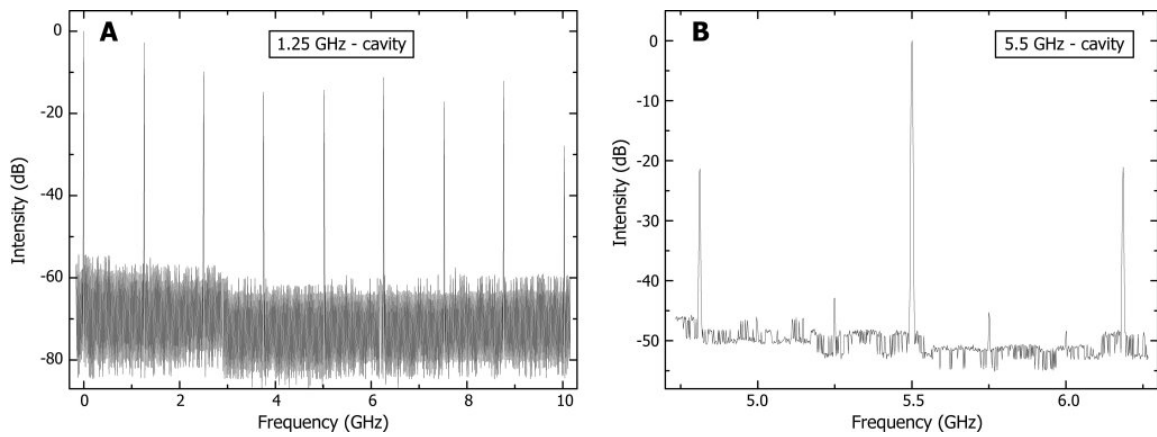 A
1.25 GHz - cavity
0
-20
-40
-60
-80
Intensity (dB)
0 2 4 6 8 10
Frequency (GHz)
B
5.5 GHz - cavity
0
-10
-20
-30
-40
-50
Intensity (dB)
5.0 5.5 6.0
Frequency (GHz)